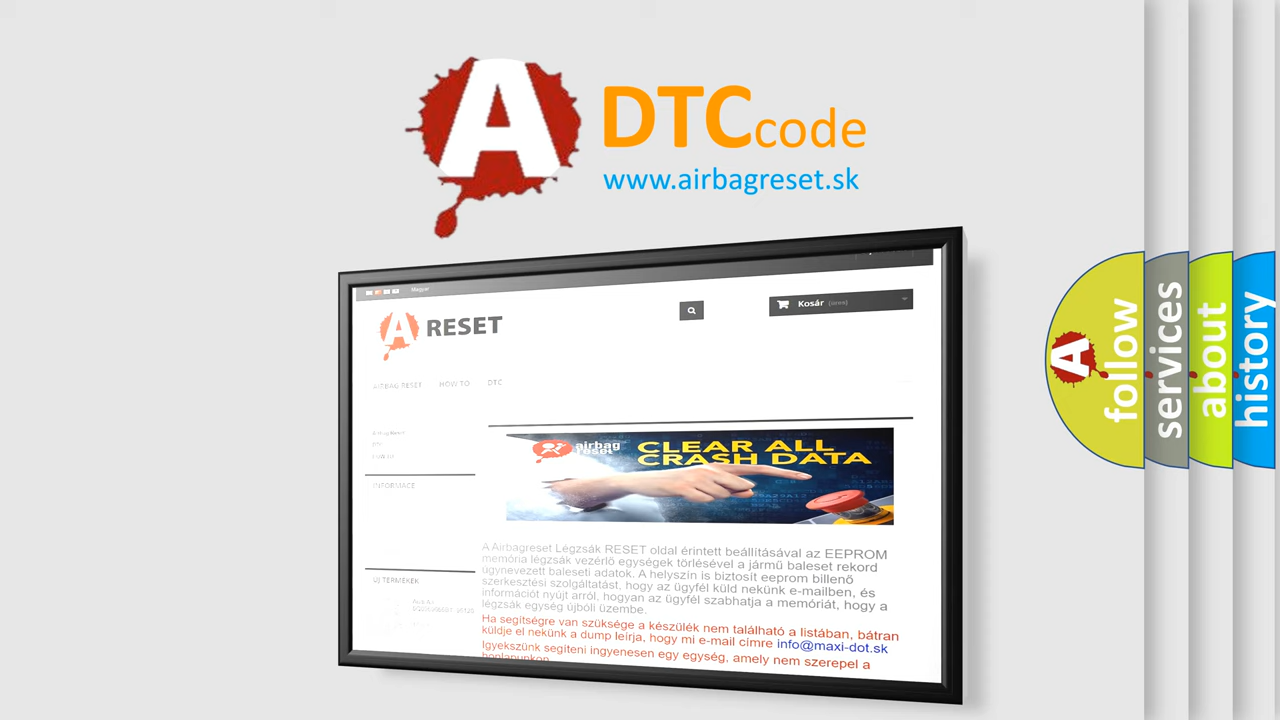 A
DTCcode
www.airbagreset.sk
Magyar
A RESET
Kosár (üres)
AIRBAG RESET HOW TO DTC
INFORMACE
airbag
reset
CLEAR ALL
CRASH DATA
A Airbagreset Légzsák RESET oldal érintett beállításával az EEPROM
memória légzsák vezérlő egységek törlésével a jármű baleset rekord
úgynevezett baleseti adatok. A helyszín is biztosít eeprom billenő
szerkesztési szolgáltatást, hogy az ügyfél küld nekünk e-mailben, és
információt nyújt arról, hogyan az ügyfél szabhatja a memóriát, hogy a
légzsák egység újbóli üzembe.
Ha segítségre van szüksége a készülék nem található a listában, bátran
küldje el nekünk a dump leírja, hogy mi e-mail címre info@maxi-dot.sk
Igyekszünk segíteni ingyenesen egy egység, amely nem szerepel a
honlapunkon
ÚJ TERMÉKEK
A
follow
services
about
history